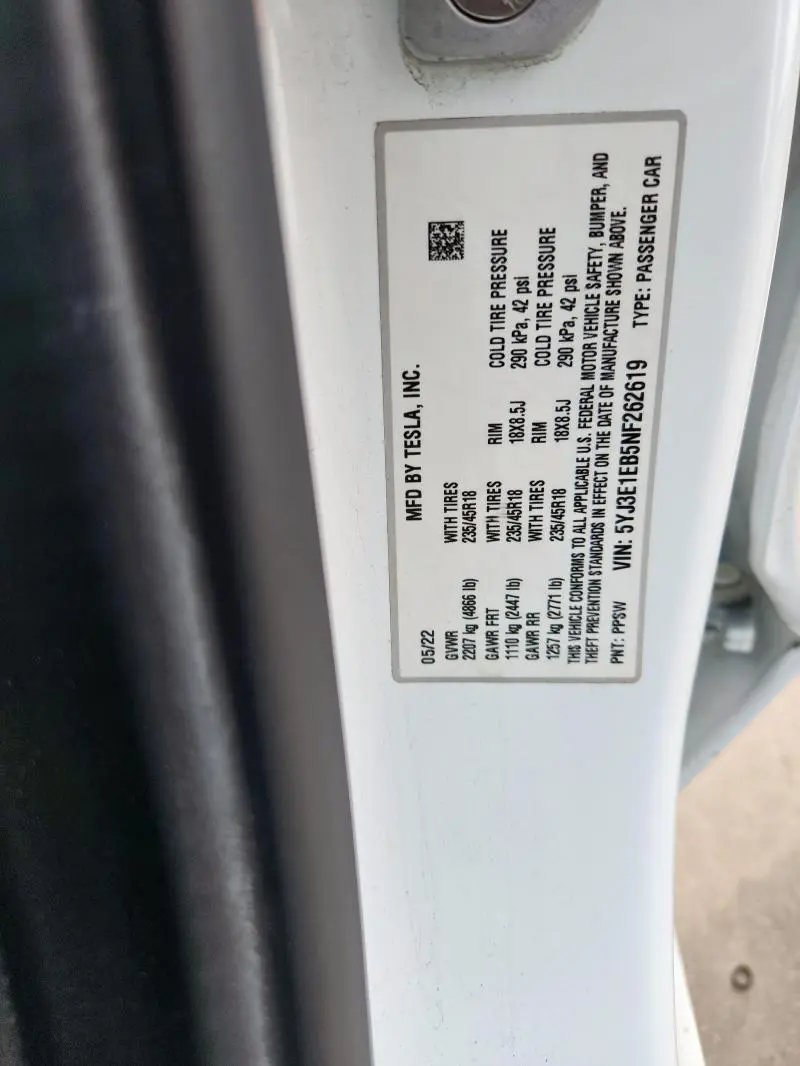 MFD BY TESLA, INC.
05/22
GVWR WITH TIRES
2207 kg (4866 lb) 235/45R18
GAWR FRT WITH TIRES RIM COLD TIRE PRESSURE
1110 kg (2447 lb) 235/45R18 18X8.5J 290 kPa, 42 psi
GAWR RR WITH TIRES RIM COLD TIRE PRESSURE
1257 kg (2771 lb) 235/45R18 18X8.5J 290 kPa, 42 psi
THIS VEHICLE CONFORMS TO ALL APPLICABLE U.S. FEDERAL MOTOR VEHICLE SAFETY, BUMPER, AND
THEFT PREVENTION STANDARDS IN EFFECT ON THE DATE OF MANUFACTURE SHOWN ABOVE.
PNT: PPSW VIN: 5YJ3E1EB5NF262619 TYPE: PASSENGER CAR